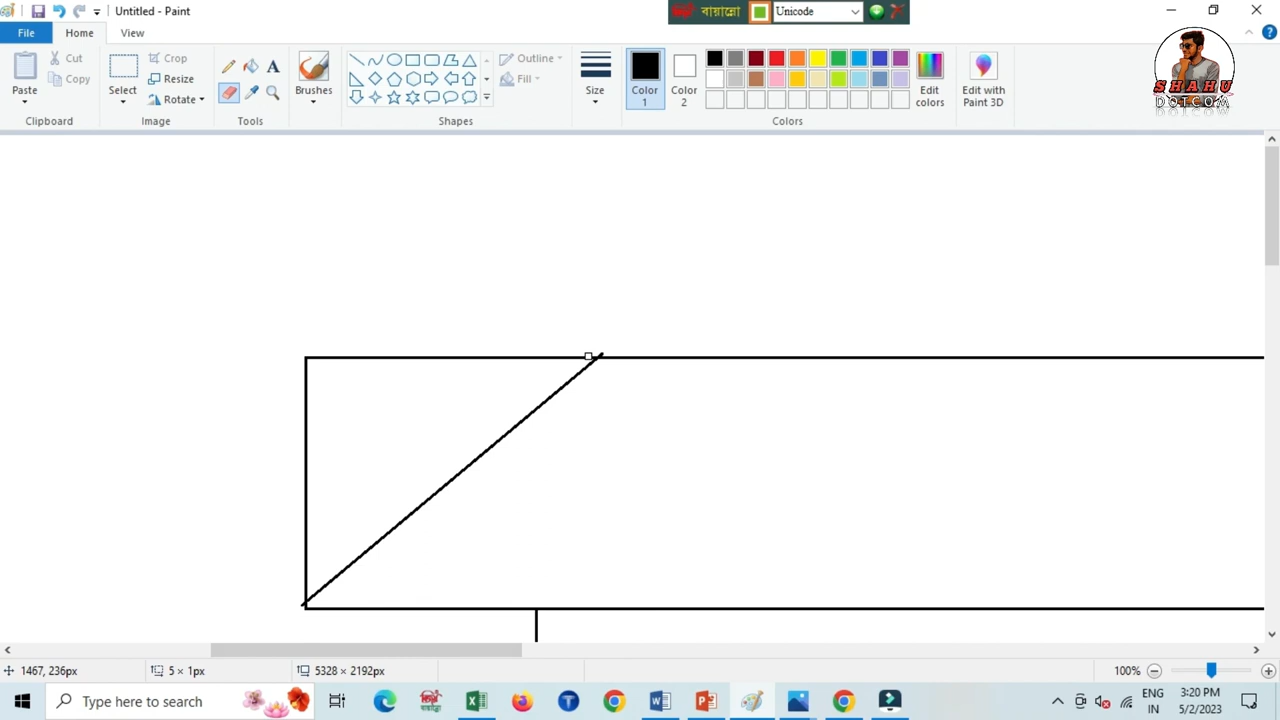 Untitled - Paint
বায়ান্নো
Unicode
File
Home
View
Cut
Copy
Paste
Clipboard
Crop
Resize
Rotate
Select
Image
A
Tools
Brushes
Shapes
Outline
Fill
Size
Color 1
Color 2
Edit colors
Colors
Edit with Paint 3D
SHAHU
DOTCOM
1467, 236px
5 × 1px
5328 × 2192px
100%
Type here to search
ENG
IN
3:20 PM
5/2/2023